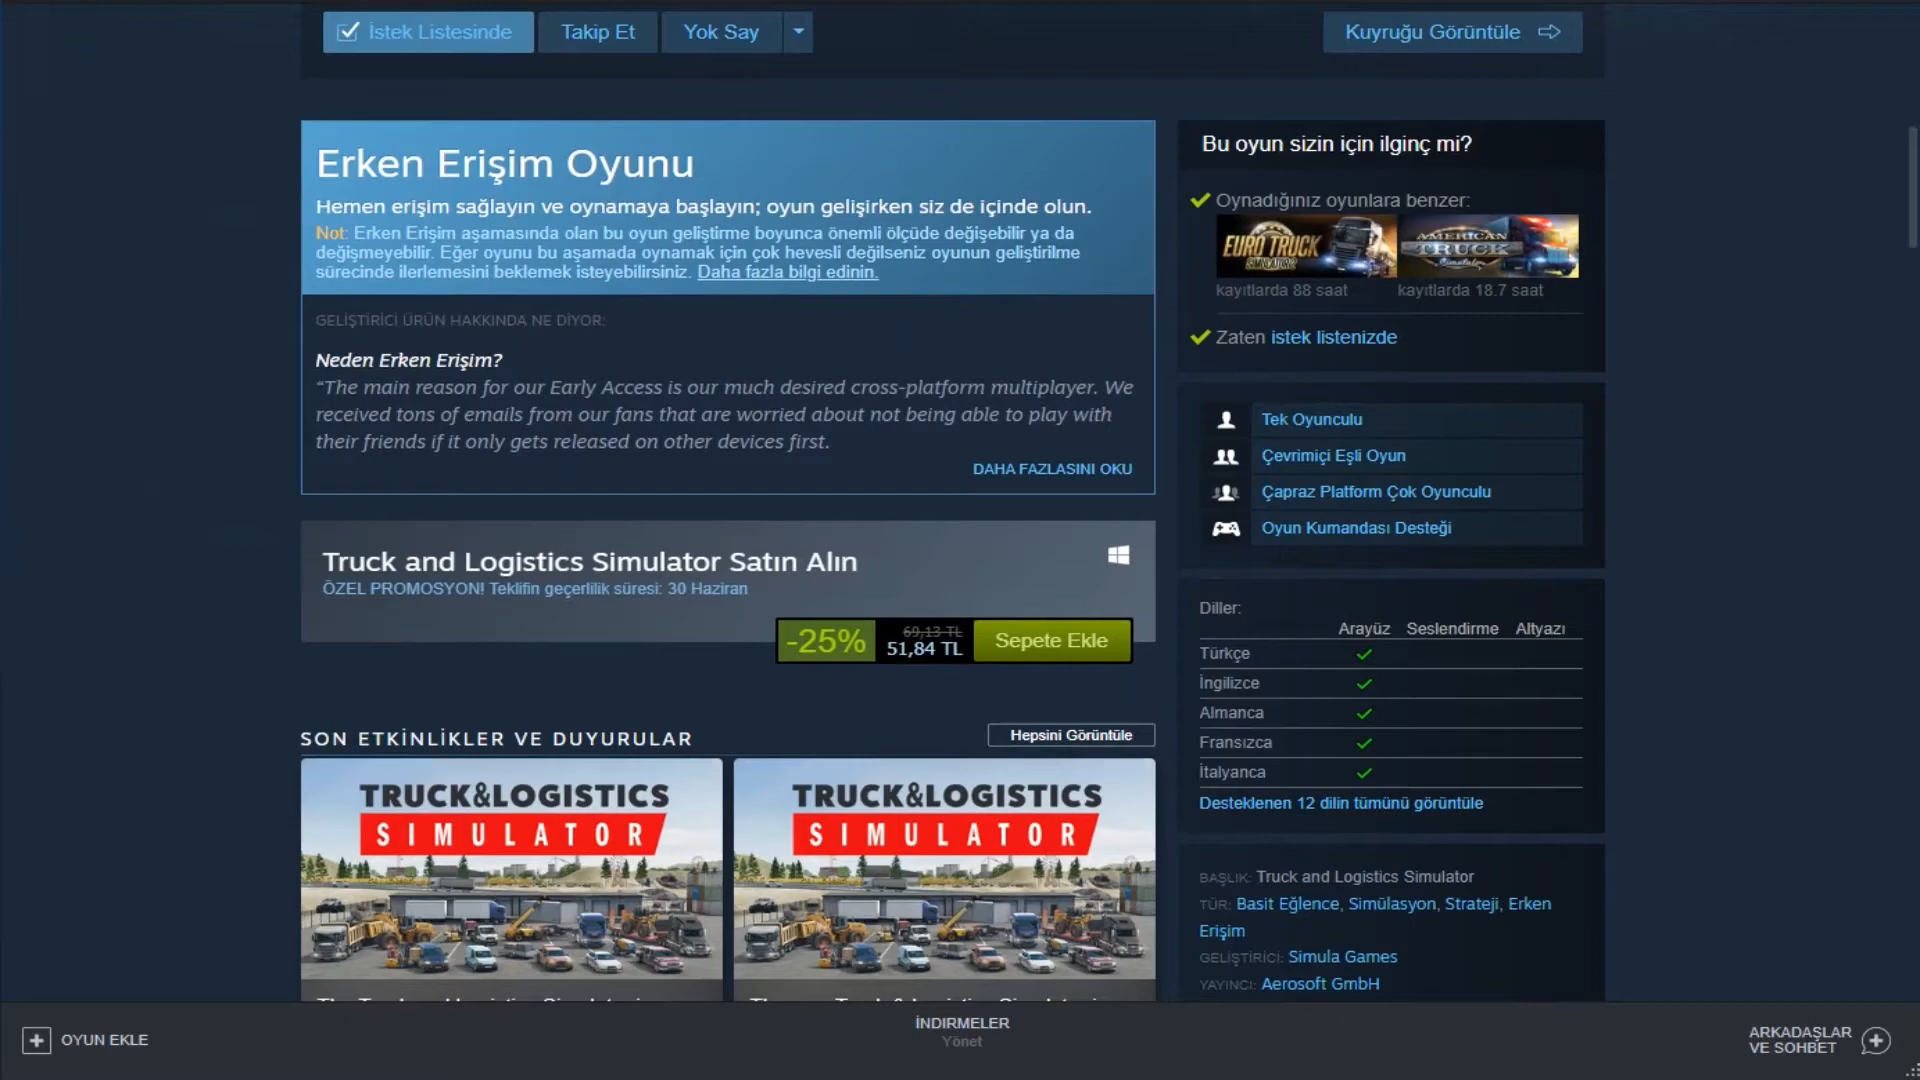 İstek Listesinde
Takip Et
Yok Say
Kuyruğu Görüntüle
Erken Erişim Oyunu
Hemen erişim sağlayın ve oynamaya başlayın; oyun gelişirken siz de içinde olun.
Not: Erken Erişim aşamasında olan bu oyun geliştirme boyunca önemli ölçüde değişebilir ya da
değişmeyebilir. Eğer oyunu bu aşamada oynamak için çok hevesli değilseniz oyunun geliştirilme
sürecinde ilerlemesini beklemek isteyebilirsiniz. Daha fazla bilgi edinin.
GELİŞTİRİCİ ÜRÜN HAKKINDA NE DİYOR:
Neden Erken Erişim?
“The main reason for our Early Access is our much desired cross-platform multiplayer. We
received tons of emails from our fans that are worried about not being able to play with
their friends if it only gets released on other devices first.
DAHA FAZLASINI OKU
Truck and Logistics Simulator Satın Alın
ÖZEL PROMOSYON! Teklifin geçerlilik süresi: 30 Haziran
-25%
69,13 TL
51,84 TL
Sepete Ekle
SON ETKİNLİKLER VE DUYURULAR
Hepsini Görüntüle
TRUCK&LOGISTICS
SIMULATOR
TRUCK&LOGISTICS
SIMULATOR
Bu oyun sizin için ilginç mi?
Oynadığınız oyunlara benzer:
EURO TRUCK
SIMULATOR 2
AMERICAN
TRUCK
Simulator
kayıtlarda 88 saat
kayıtlarda 18.7 saat
Zaten istek listenizde
Tek Oyunculu
Çevrimiçi Eşli Oyun
Çapraz Platform Çok Oyunculu
Oyun Kumandası Desteği
Diller:
Arayüz Seslendirme Altyazı
Türkçe
İngilizce
Almanca
Fransızca
İtalyanca
Desteklenen 12 dilin tümünü görüntüle
BAŞLIK: Truck and Logistics Simulator
TÜR: Basit Eğlence, Simülasyon, Strateji, Erken
Erişim
GELİŞTİRİCİ: Simula Games
YAYINCI: Aerosoft GmbH
OYUN EKLE
İNDİRMELER
Yönet
ARKADAŞLAR
VE SOHBET